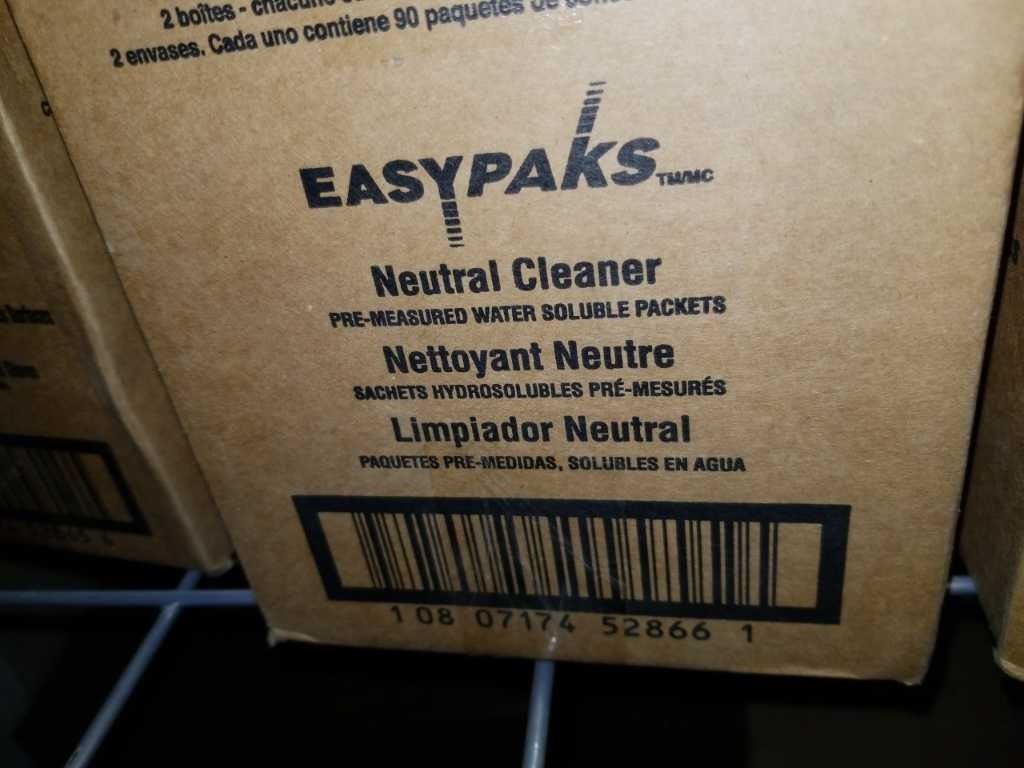 2 boîtes - chacune
2 envases. Cada uno contiene 90 paquetes de
EASYPAKS TM/MC
Neutral Cleaner
PRE-MEASURED WATER SOLUBLE PACKETS
Nettoyant Neutre
SACHETS HYDROSOLUBLES PRÉ-MESURÉS
Limpiador Neutral
PAQUETES PRE-MEDIDAS, SOLUBLES EN AGUA
1 08 07174 52866 1